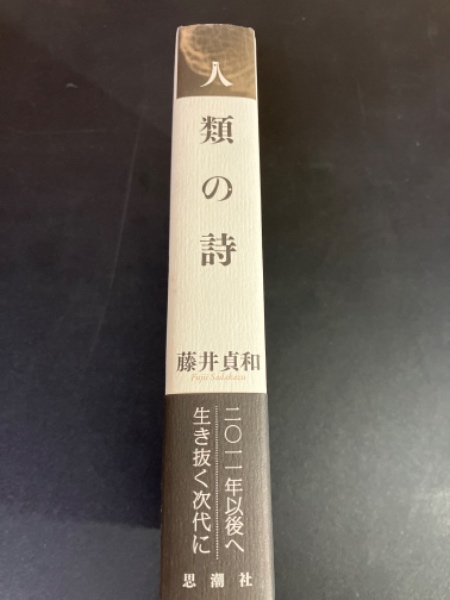 人類の詩
藤井貞和
Fujii Sadakazu
二〇一一年以後へ
生き抜く次代に
思潮社